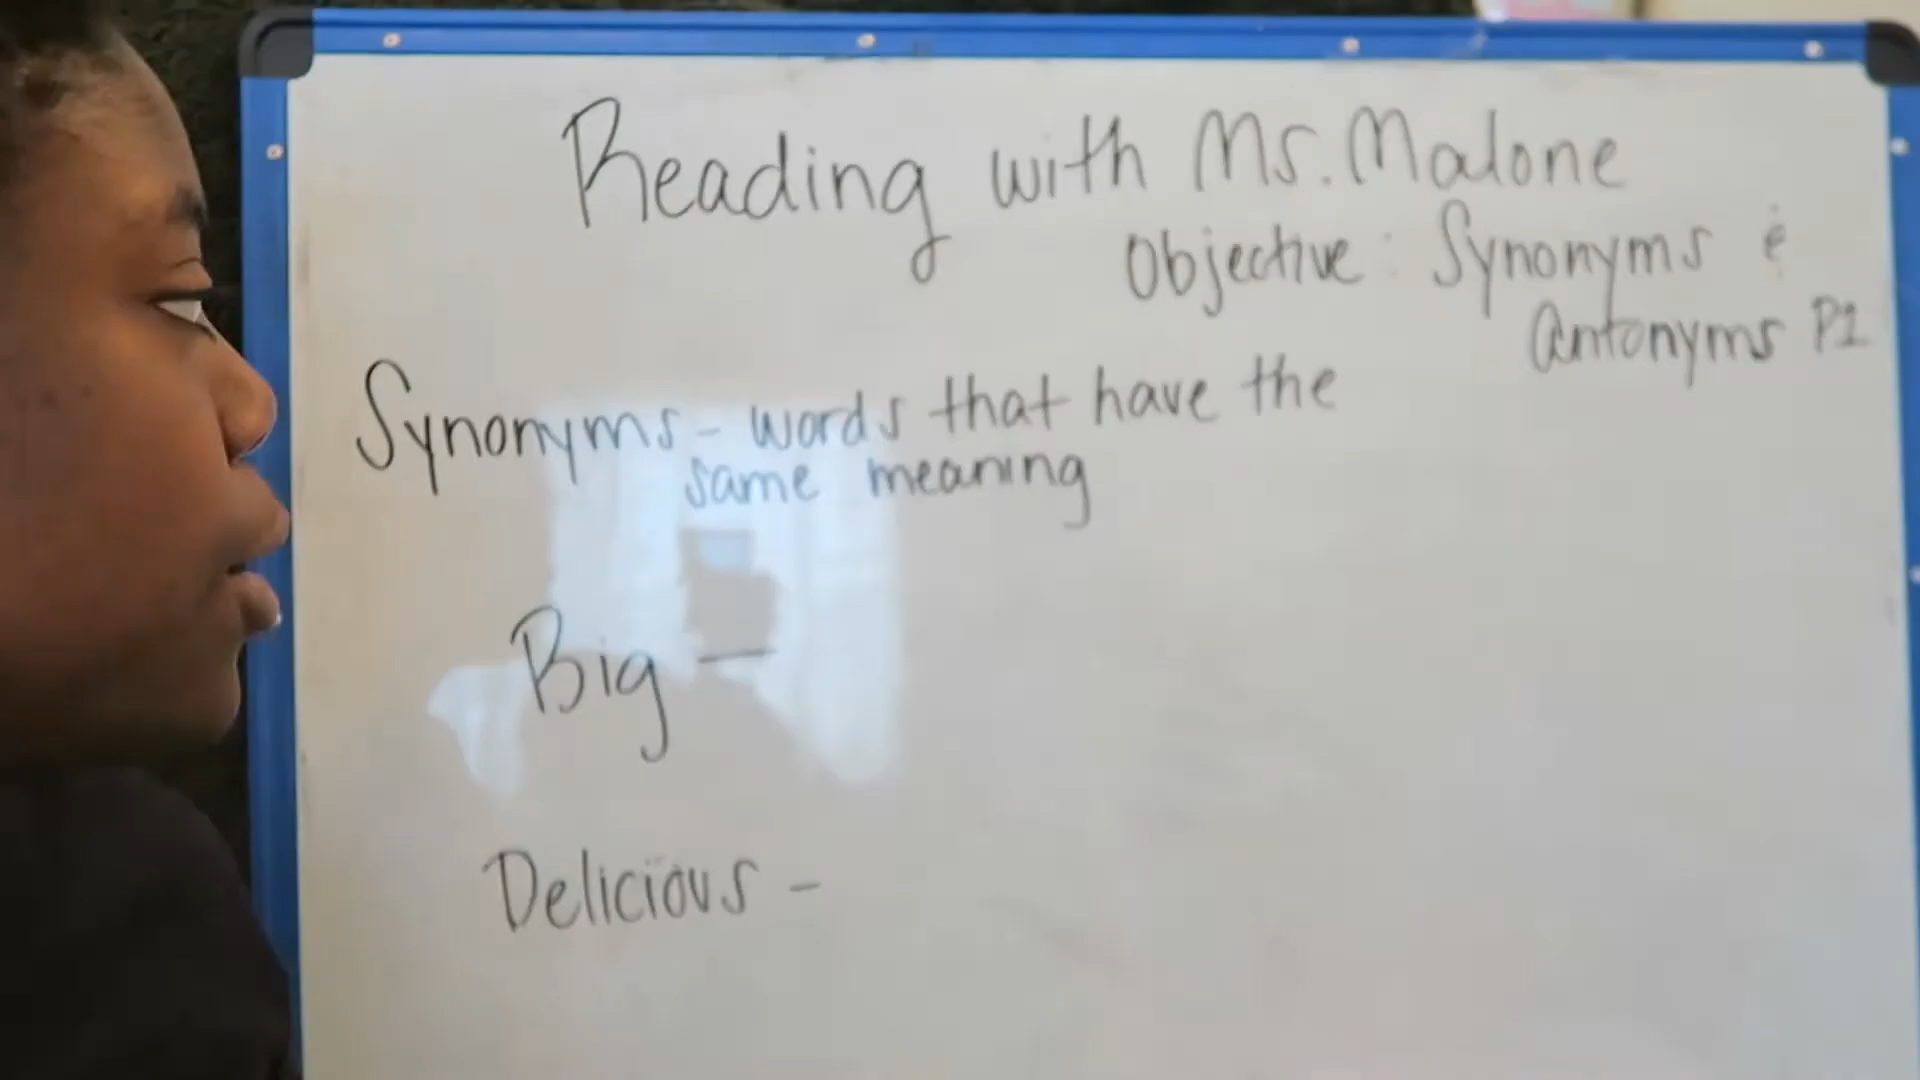 Reading with Ms. Malone
Objective: Synonyms &
Antonyms P1
Synonyms - words that have the
same meaning
Big -
Delicious -